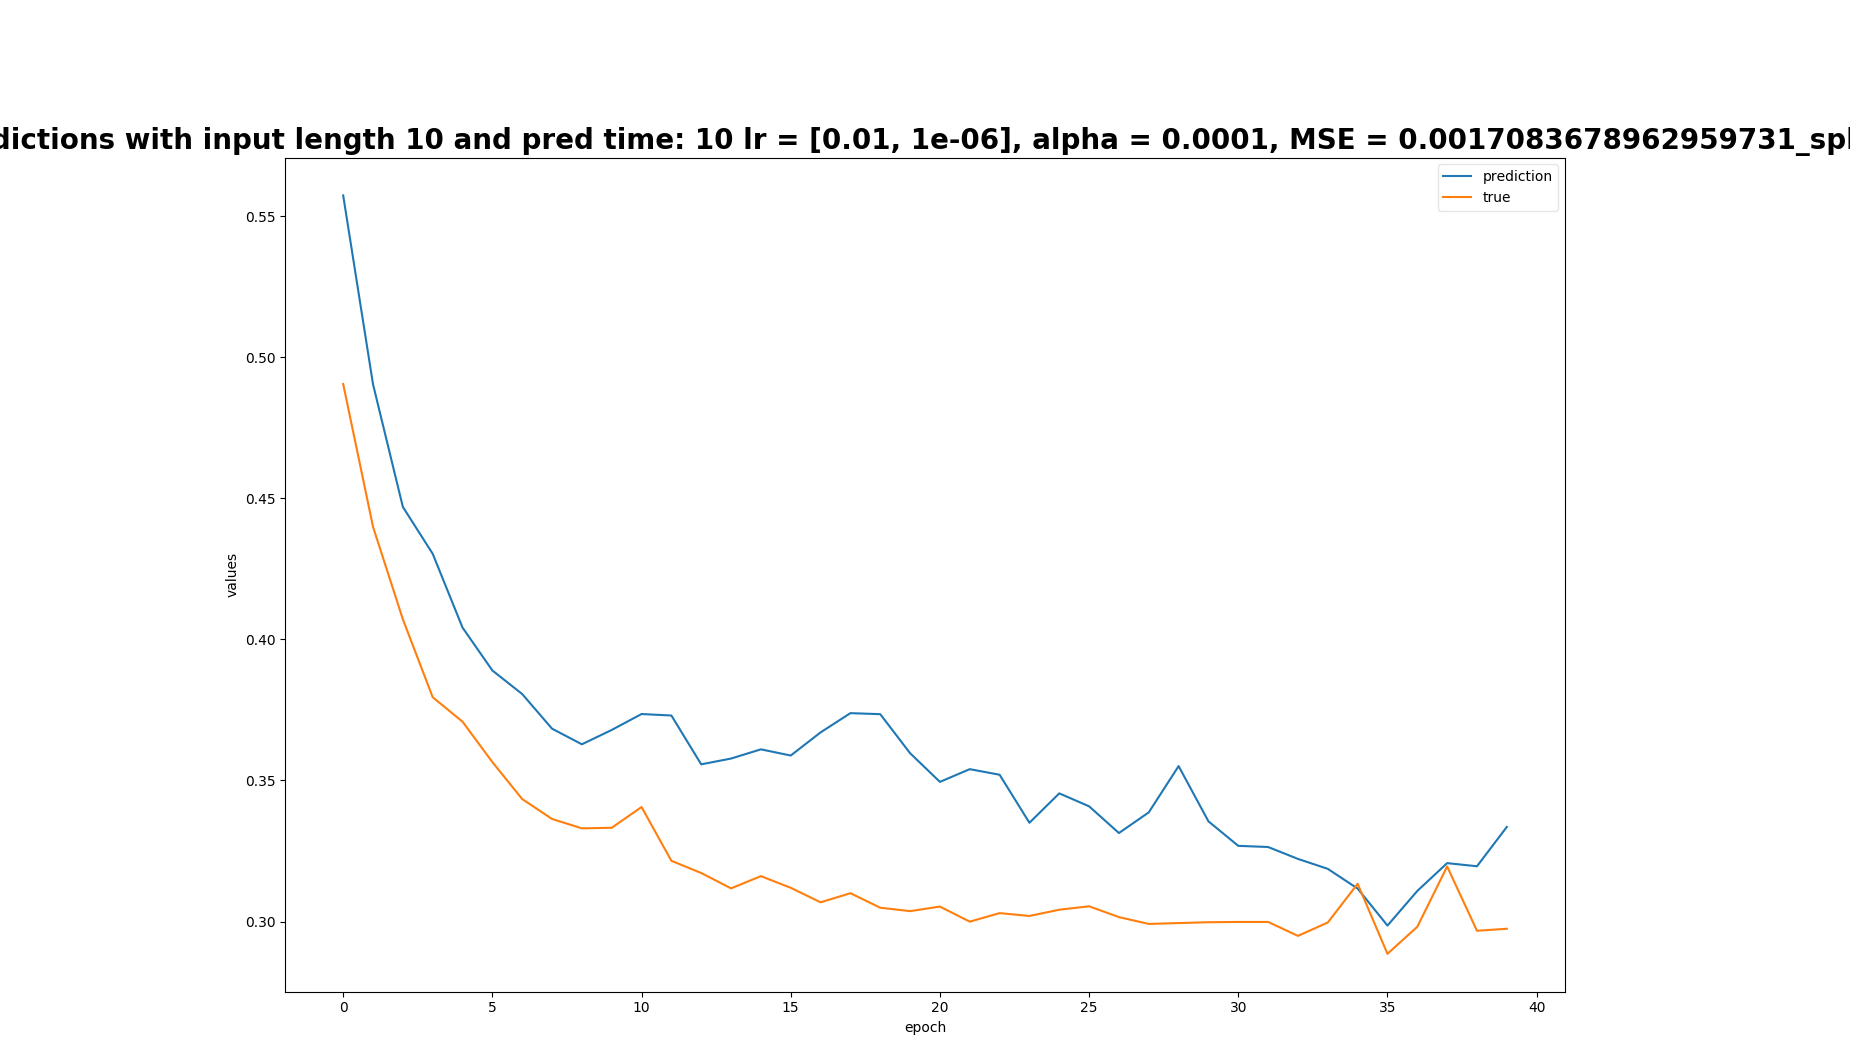 dictions with input length 10 and pred time: 10 lr = [0.01, 1e-06], alpha = 0.0001, MSE = 0.0017083678962959731_spl
prediction
true
0.55
0.50
0.45
0.40
0.35
0.30
values
0 5 10 15 20 25 30 35 40
epoch